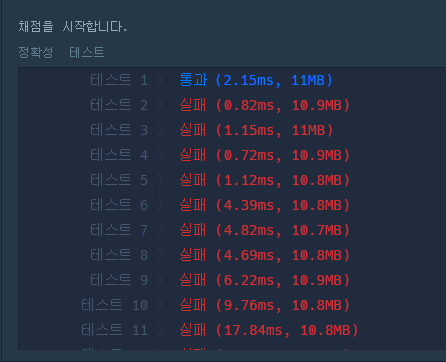 채점을 시작합니다.
정확성 테스트
테스트 1 〉 통과 (2.15ms, 11MB)
테스트 2 〉 실패 (0.82ms, 10.9MB)
테스트 3 〉 실패 (1.15ms, 11MB)
테스트 4 〉 실패 (0.72ms, 10.9MB)
테스트 5 〉 실패 (1.12ms, 10.8MB)
테스트 6 〉 실패 (4.39ms, 10.8MB)
테스트 7 〉 실패 (4.82ms, 10.7MB)
테스트 8 〉 실패 (4.69ms, 10.8MB)
테스트 9 〉 실패 (6.22ms, 10.9MB)
테스트 10 〉 실패 (9.76ms, 10.8MB)
테스트 11 〉 실패 (17.84ms, 10.8MB)